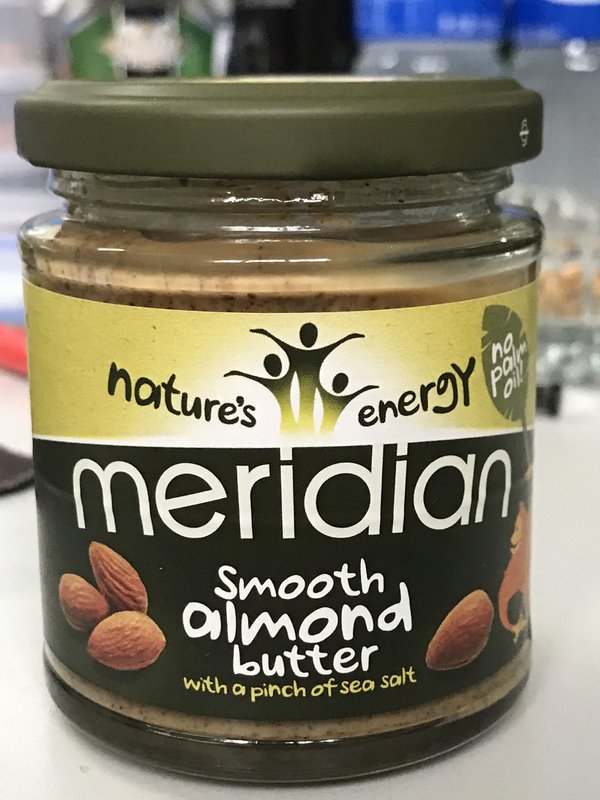 nature's energy
no
palm
oil!
meridian
smooth
almond
butter
with a pinch of sea salt